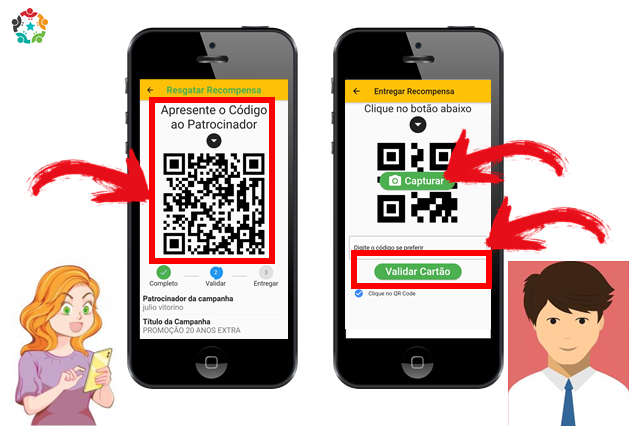 Resgatar Recompensa
Apresente o Código
ao Patrocinador
Completo
2
Validar
3
Entregar
Patrocinador da campanha
julio vitorino
Título da Campanha
PROMOÇÃO 20 ANOS EXTRA
Entregar Recompensa
Clique no botão abaixo
Capturar
Digite o código se preferir
Validar Cartão
Clique no QR Code